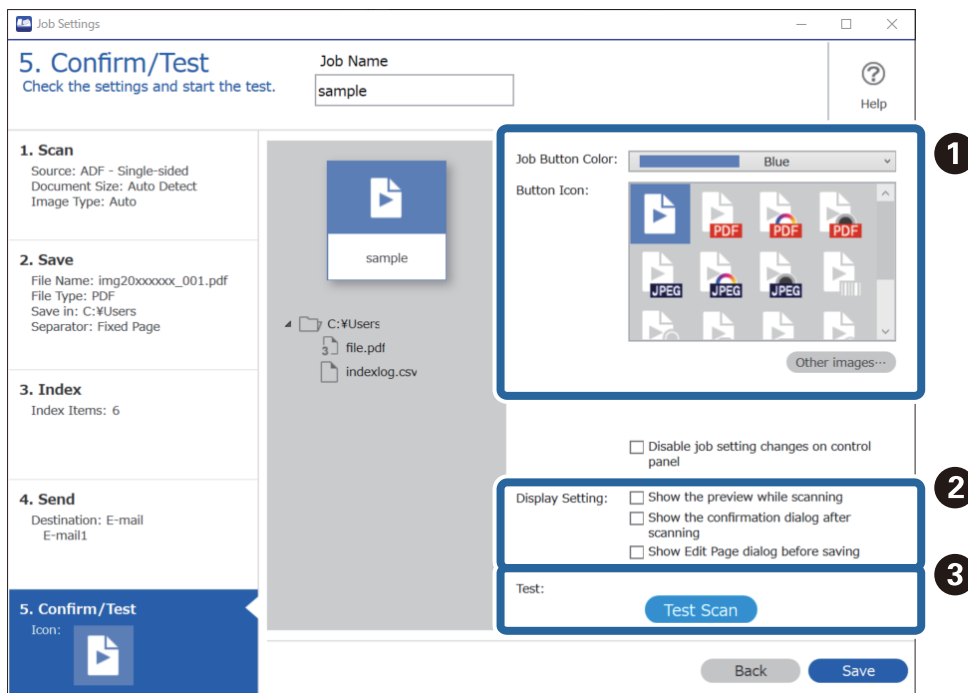 Job Settings
5. Confirm/Test
Check the settings and start the test.
Job Name
sample
Help
1. Scan
Source: ADF - Single-sided
Document Size: Auto Detect
Image Type: Auto
2. Save
File Name: img20xxxxxx_001.pdf
File Type: PDF
Save in: C:¥Users
Separator: Fixed Page
3. Index
Index Items: 6
4. Send
Destination: E-mail
E-mail1
5. Confirm/Test
Icon:
sample
C:¥Users
3 file.pdf
indexlog.csv
1
Job Button Color: Blue
Button Icon:
PDF PDF PDF
JPEG JPEG JPEG
Other images...
Disable job setting changes on control
panel
2
Display Setting: Show the preview while scanning
Show the confirmation dialog after
scanning
Show Edit Page dialog before saving
3
Test:
Test Scan
Back Save